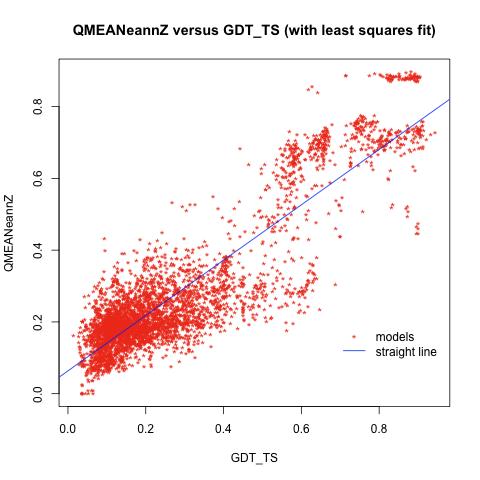 QMEANeannZ versus GDT_TS (with least squares fit)
QMEANeannZ
0.8
0.6
0.4
0.2
0.0
models
straight line
0.0 0.2 0.4 0.6 0.8
GDT_TS